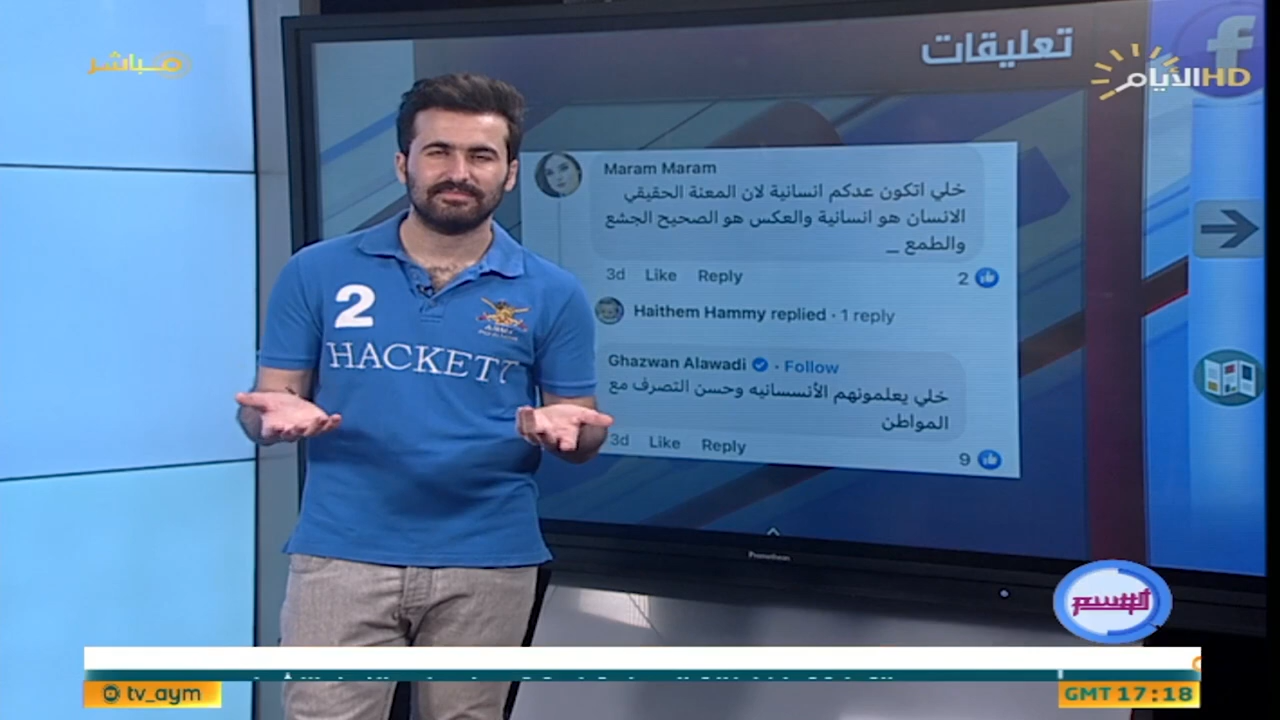 تعليقات
مباشر
الأيام HD
Maram Maram
خلي اتكون عدكم انسانية لان المعنة الحقيقي
الانسان هو انسانية والعكس هو الصحيح الجشع
والطمع _
3d Like Reply 2
Haithem Hammy replied · 1 reply
Ghazwan Alawadi · Follow
خلي يعلمونهم الأنسسانيه وحسن التصرف مع
المواطن
3d Like Reply 9
2
HACKETT
Promethean
tv_aym
GMT 17:18